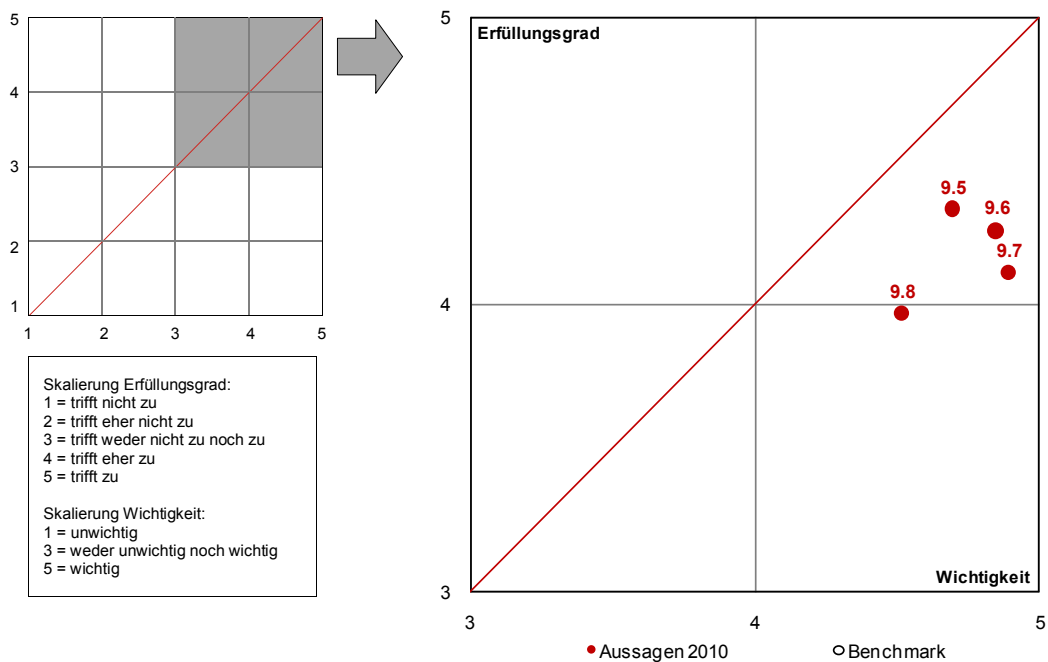 5
4
3
2
1
1 2 3 4 5
Skalierung Erfüllungsgrad:
1 = trifft nicht zu
2 = trifft eher nicht zu
3 = trifft weder nicht zu noch zu
4 = trifft eher zu
5 = trifft zu
Skalierung Wichtigkeit:
1 = unwichtig
3 = weder unwichtig noch wichtig
5 = wichtig
5
Erfüllungsgrad
9.5
9.6
9.7
9.8
4
Wichtigkeit
3
3 4 5
Aussagen 2010 Benchmark